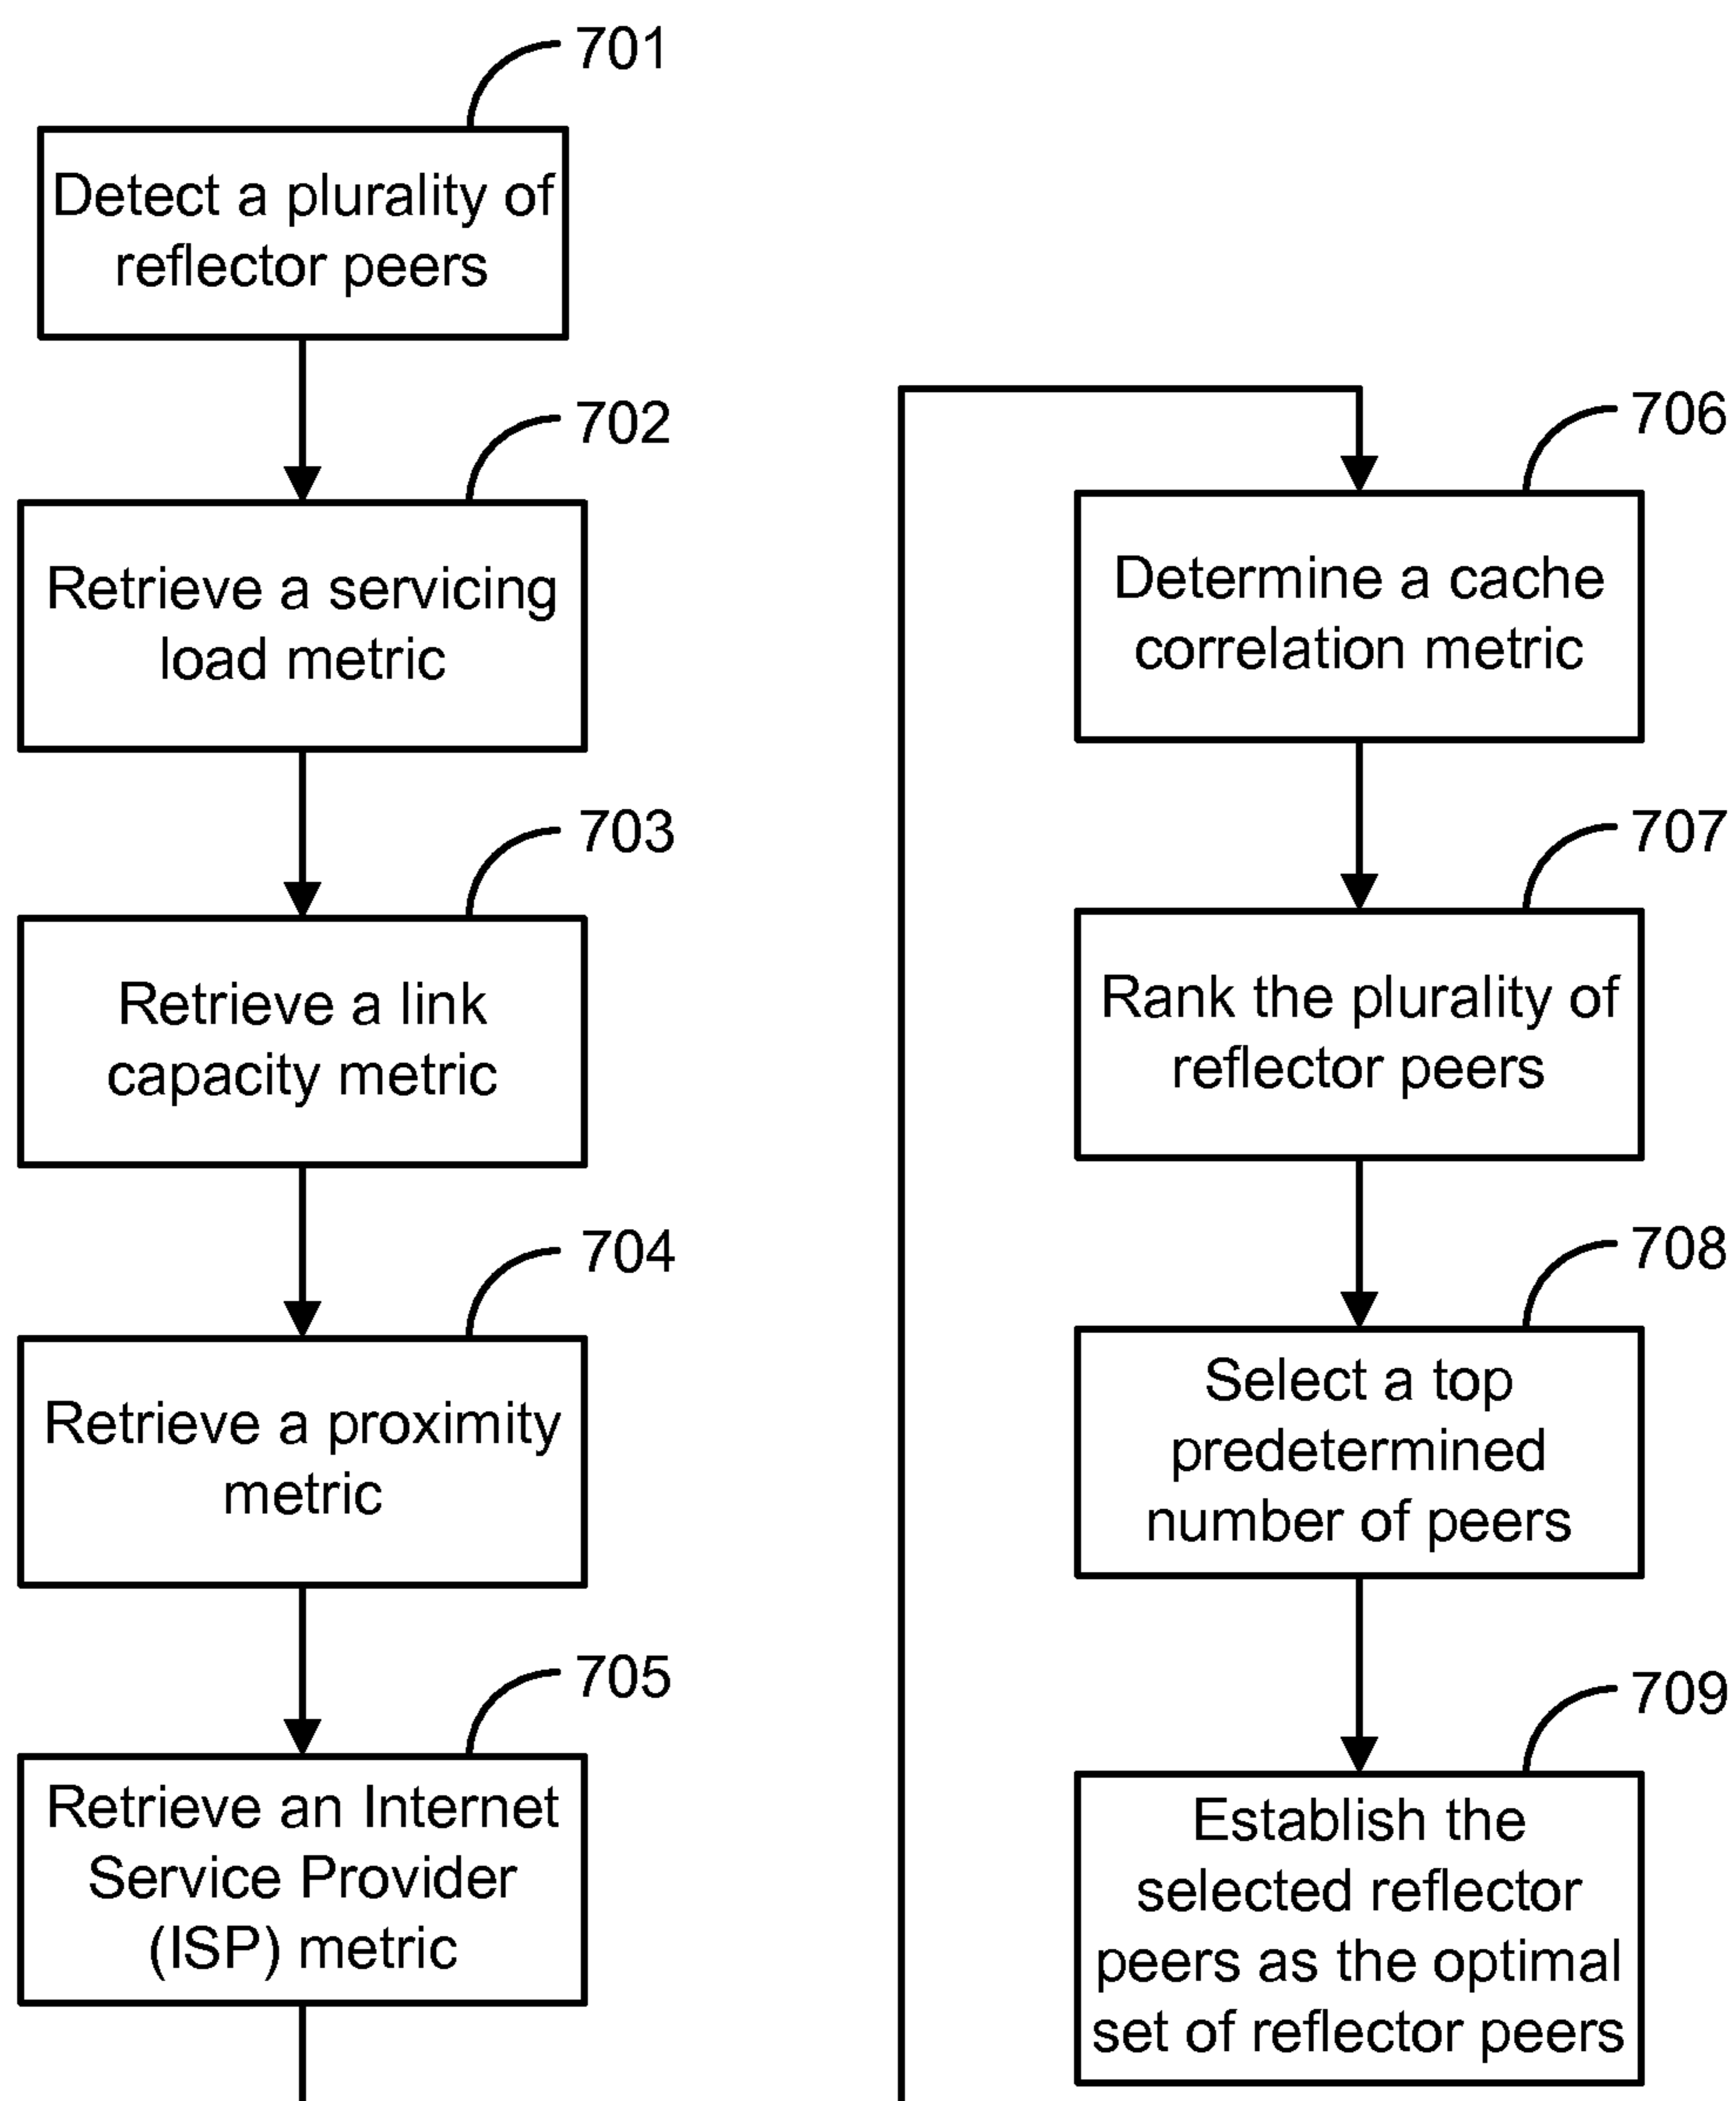 701
Detect a plurality of
reflector peers
702
Retrieve a servicing
load metric
703
Retrieve a link
capacity metric
704
Retrieve a proximity
metric
705
Retrieve an Internet
Service Provider
(ISP) metric
706
Determine a cache
correlation metric
707
Rank the plurality of
reflector peers
708
Select a top
predetermined
number of peers
709
Establish the
selected reflector
peers as the optimal
set of reflector peers